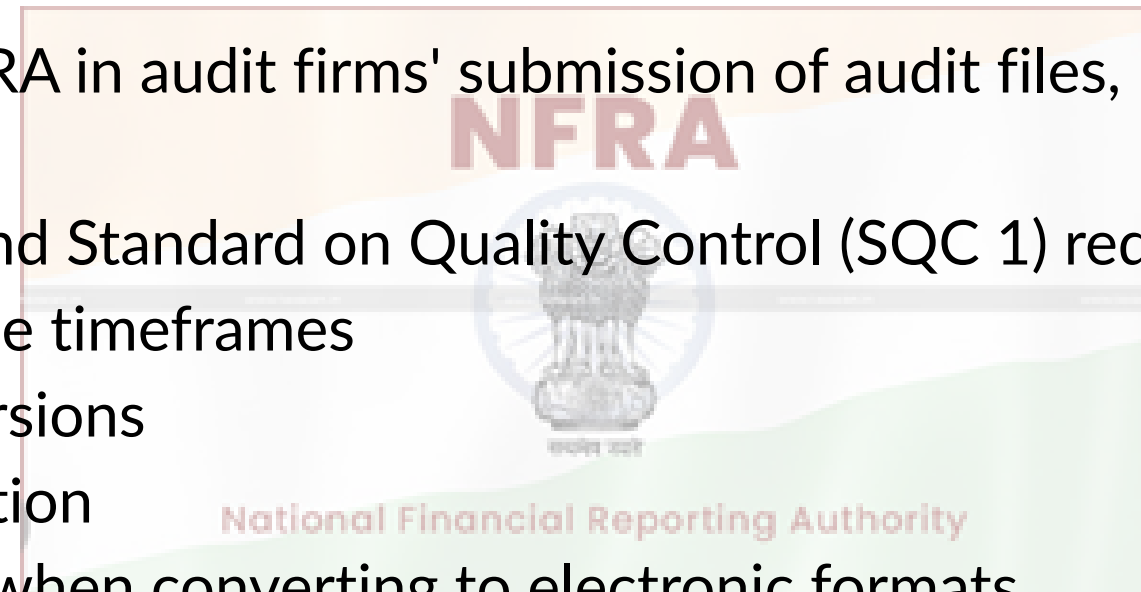 RA in audit firms' submission of audit files,
NFRA
nd Standard on Quality Control (SQC 1) rec
e timeframes
rsions
tion
National Financial Reporting Authority
when converting to electronic formats